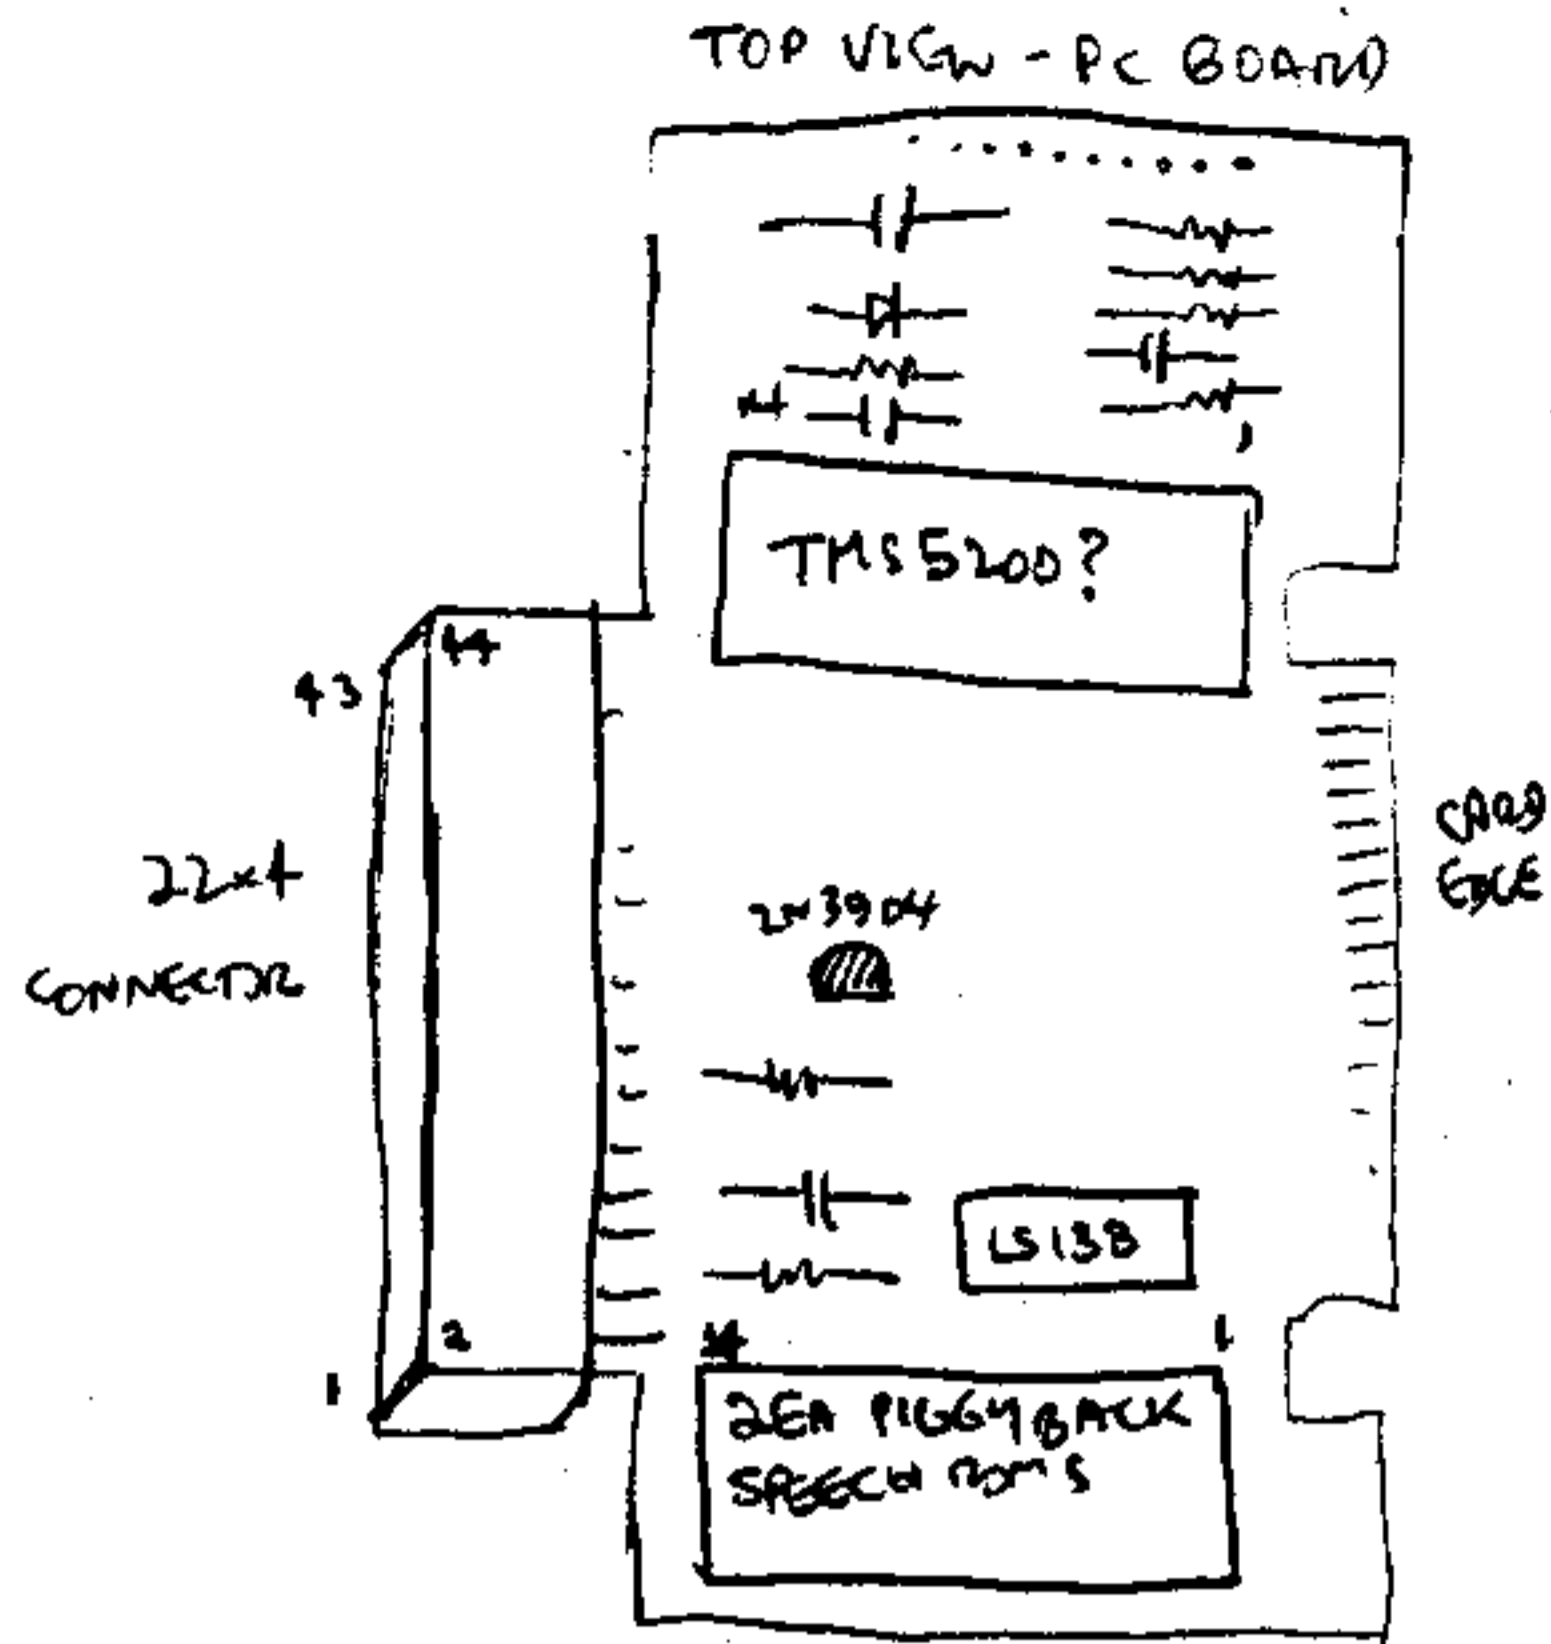 TOP VIEW - PC BOARD
TMS5200?
44
43
22x4
CONNECTOR
CARD
EDGE
2N3904
LS138
2
1
1
2EA PIGGYBACK
SPEECH ROMS